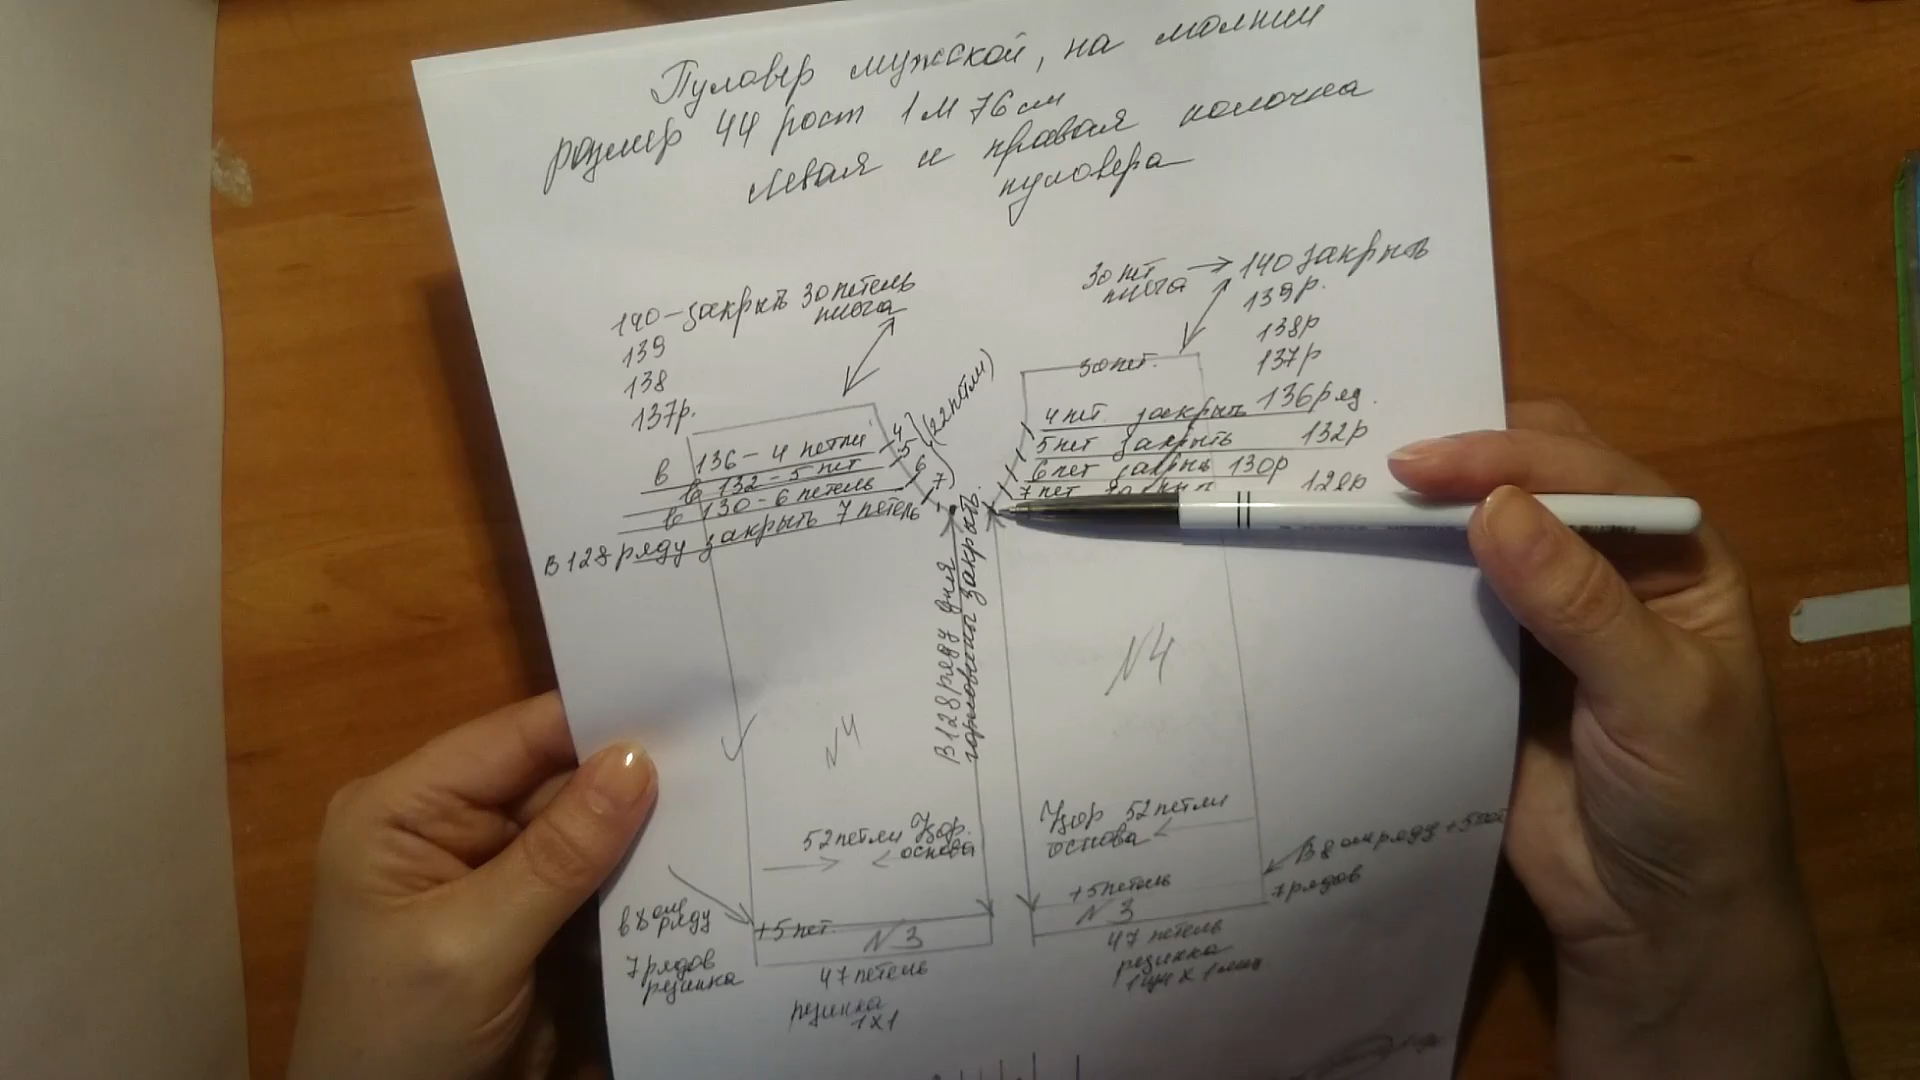 Пуловер мужской, на молнии
размер 44 рост 1 м 76 см
левая и правая полочка
пуловера
140 – закрыть 30 петель
плеча
139
138
137р.
в 136 – 4 петли
в 132 – 5 пет
в 130 – 6 петель
в 128 ряду закрыть 7 петель
4
5
6
7
(22 петли)
30 пет
плеча
140 закрыть
139р.
138р
137р
30 пет.
4 пет закрыть 136 ряд.
5 пет закрыть 132р
6 пет закрыть 130р
7 пет закрыть 128р
В 128 ряду для
горловины закрыть.
N4
N4
52 петли Узор.
основа
Узор 52 петли
основа
в 8 ом ряду
+5 пет.
7 рядов
резинка
N3
47 петель
резинка
1х1
В 8 ом ряду +5 пет
7 рядов
+5 петель
N3
47 петель
резинка
1 лиц х 1 изн